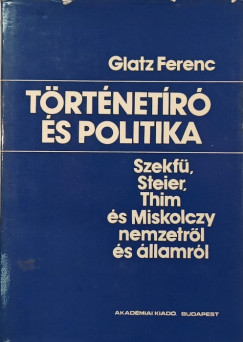 Glatz Ferenc
TÖRTÉNETÍRÓ
ÉS POLITIKA
Szekfű,
Steier,
Thim
és Miskolczy
nemzetről
és államról
AKADÉMIAI KIADÓ, BUDAPEST